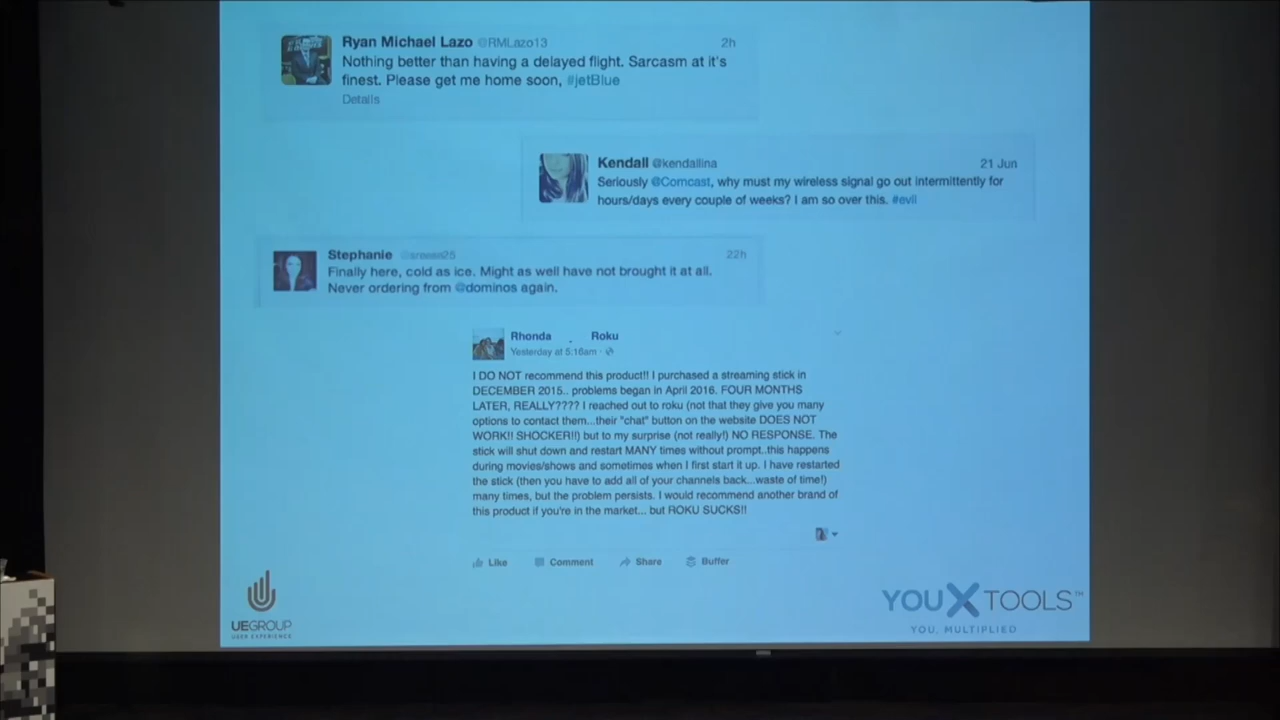 Ryan Michael Lazo @RMLazo13 2h
Nothing better than having a delayed flight. Sarcasm at it's
finest. Please get me home soon, #jetBlue
Details
Kendall @kendallina 21 Jun
Seriously @Comcast, why must my wireless signal go out intermittently for
hours/days every couple of weeks? I am so over this. #evil
Stephanie 22h
Finally here, cold as ice. Might as well have not brought it at all.
Never ordering from @dominos again.
Rhonda Roku
Yesterday at 5:16am ·
I DO NOT recommend this product!! I purchased a streaming stick in
DECEMBER 2015.. problems began in April 2016. FOUR MONTHS
LATER, REALLY???? I reached out to roku (not that they give you many
options to contact them...their "chat" button on the website DOES NOT
WORK!! SHOCKER!!) but to my surprise (not really!) NO RESPONSE. The
stick will shut down and restart MANY times without prompt..this happens
during movies/shows and sometimes when I first start it up. I have restarted
the stick (then you have to add all of your channels back...waste of time!)
many times, but the problem persists. I would recommend another brand of
this product if you're in the market... but ROKU SUCKS!!
Like Comment Share Buffer
UEGROUP
USER EXPERIENCE
YOUXTOOLS™
YOU, MULTIPLIED